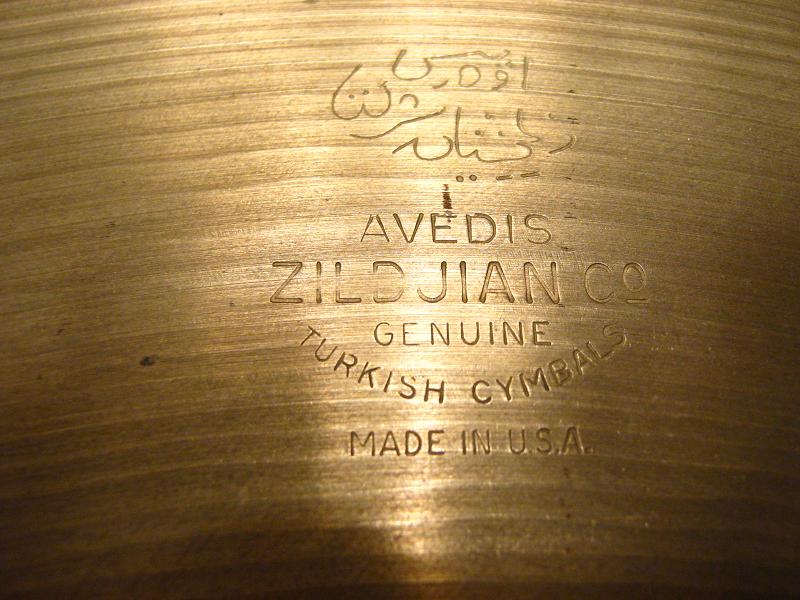 AVEDIS
ZILDJIAN CO
GENUINE
TURKISH CYMBALS
MADE IN U.S.A.